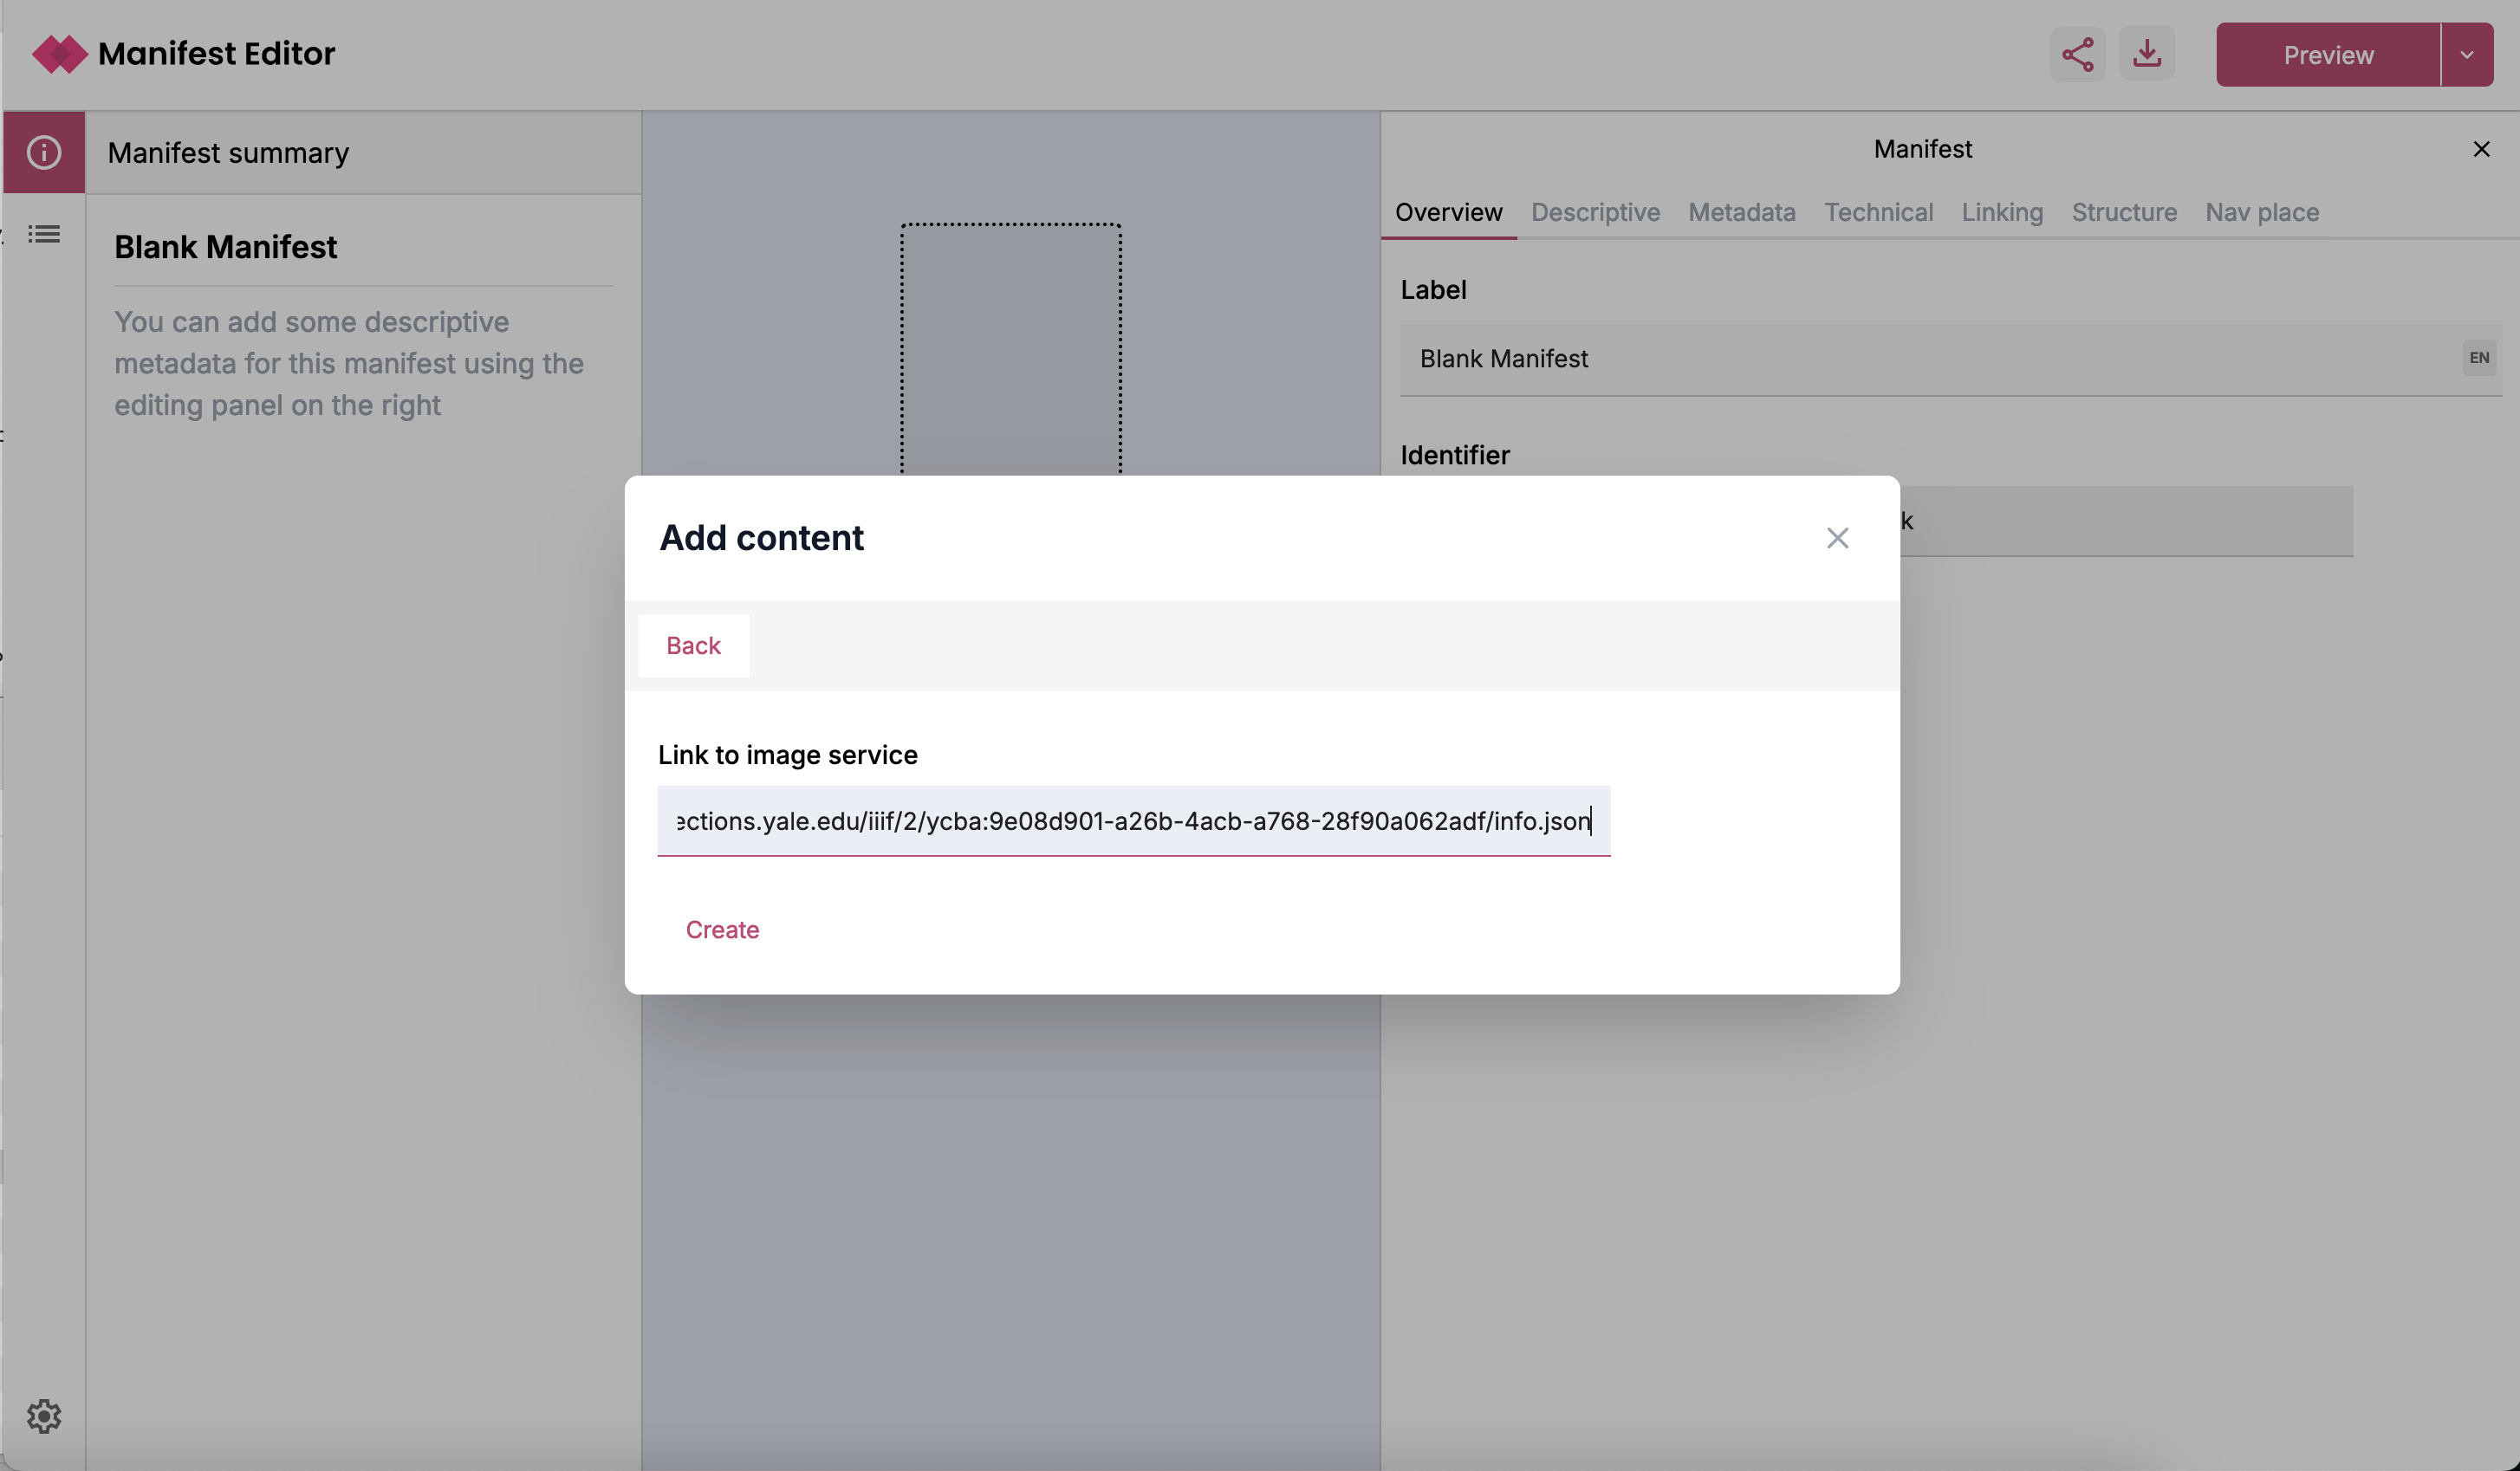 Manifest Editor
Preview
Manifest summary
Blank Manifest
You can add some descriptive
metadata for this manifest using the
editing panel on the right
Manifest
Overview Descriptive Metadata Technical Linking Structure Nav place
Label
Blank Manifest
EN
Identifier
k
Add content
Back
Link to image service
ections.yale.edu/iiif/2/ycba:9e08d901-a26b-4acb-a768-28f90a062adf/info.json
Create